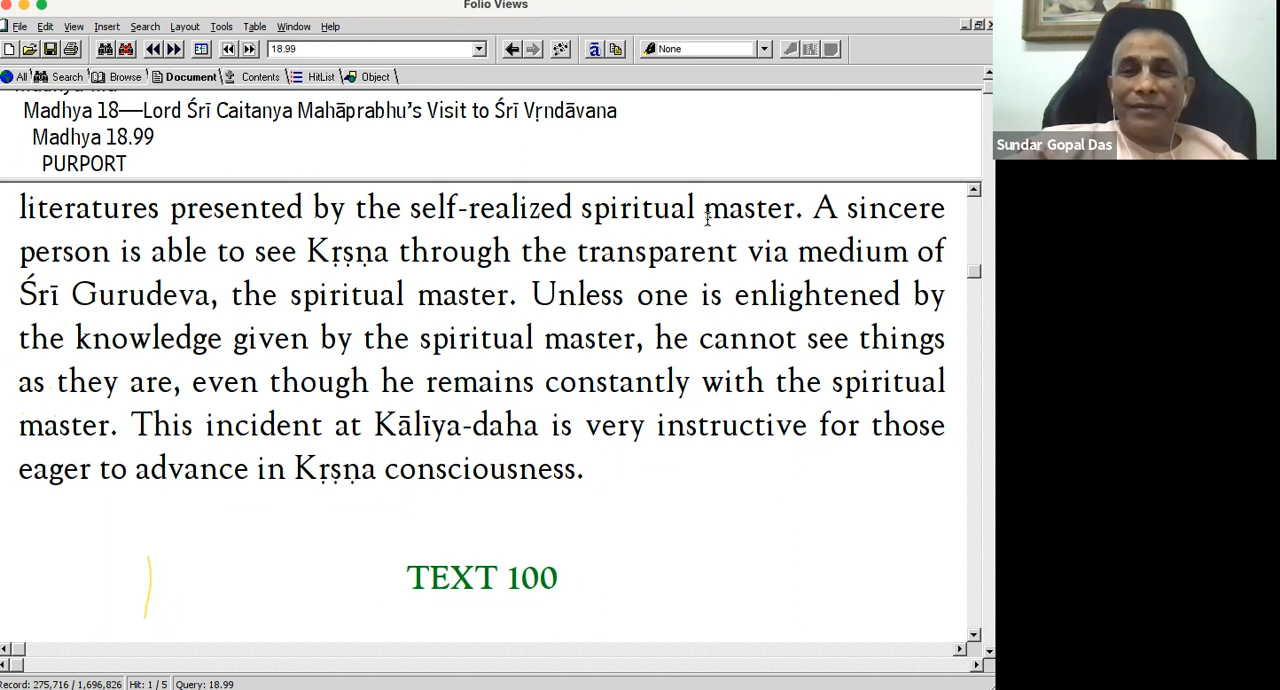 Folio Views
File Edit View Insert Search Layout Tools Table Window Help
18.99
None
All Search Browse Document Contents HitList Object
Madhya 18—Lord Śrī Caitanya Mahāprabhu's Visit to Śrī Vṛndāvana
Madhya 18.99
PURPORT
Sundar Gopal Das
literatures presented by the self-realized spiritual master. A sincere
person is able to see Kṛṣṇa through the transparent via medium of
Śrī Gurudeva, the spiritual master. Unless one is enlightened by
the knowledge given by the spiritual master, he cannot see things
as they are, even though he remains constantly with the spiritual
master. This incident at Kālīya-daha is very instructive for those
eager to advance in Kṛṣṇa consciousness.
TEXT 100
Record: 275,716 / 1,696,826 Hit: 1 / 5 Query: 18.99